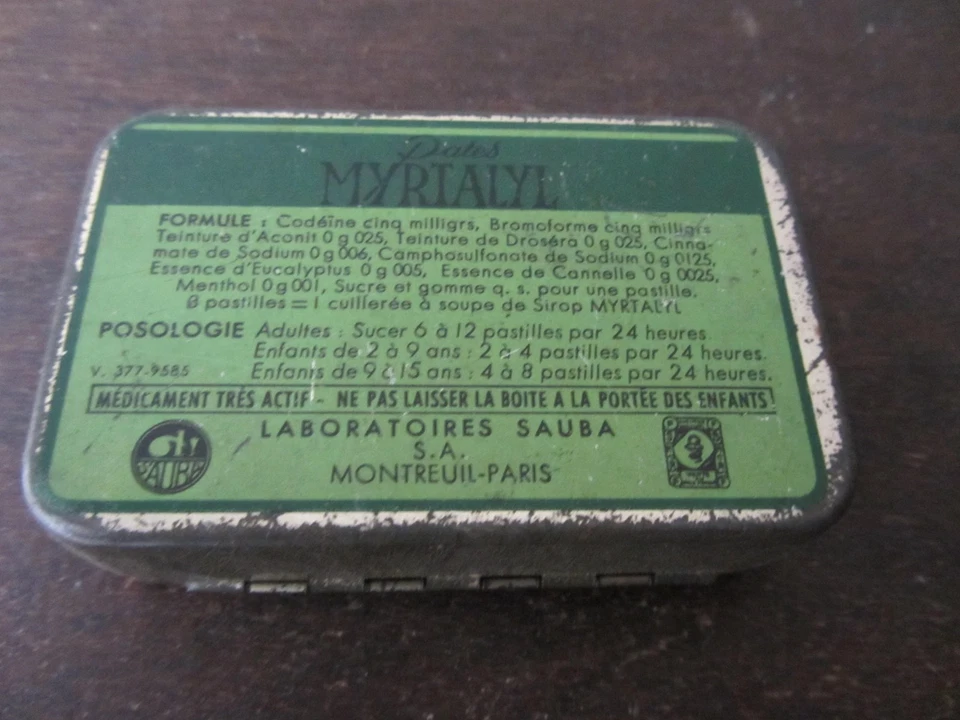 Pates
MYRTALYL
FORMULE : Codéïne cinq milligrs, Bromoforme cinq milligrs
Teinture d'Aconit 0 g 025, Teinture de Droséra 0 g 025, Cinna-
mate de Sodium 0 g 006, Camphosulfonate de Sodium 0 g 0125,
Essence d'Eucalyptus 0 g 005, Essence de Cannelle 0 g 0025,
Menthol 0 g 001, Sucre et gomme q. s. pour une pastille.
8 pastilles = 1 cuillerée à soupe de Sirop MYRTALYL
POSOLOGIE Adultes : Sucer 6 à 12 pastilles par 24 heures.
Enfants de 2 à 9 ans : 2 à 4 pastilles par 24 heures.
V. 377-9585 Enfants de 9 à 15 ans : 4 à 8 pastilles par 24 heures.
MÉDICAMENT TRÈS ACTIF - NE PAS LAISSER LA BOITE A LA PORTÉE DES ENFANTS
LABORATOIRES SAUBA
S.A.
MONTREUIL-PARIS
SAUBA